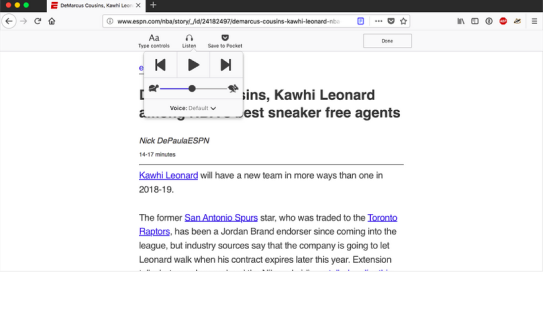 DeMarcus Cousins, Kawhi Leon
www.espn.com/nba/story/_/id/24182497/demarcus-cousins-kawhi-leonard-nba
Aa
Type controls
Listen
Save to Pocket
Done
e
Voice: Default
D sins, Kawhi Leonard
among best sneaker free agents
Nick DePaulaESPN
14-17 minutes
Kawhi Leonard will have a new team in more ways than one in
2018-19.
The former San Antonio Spurs star, who was traded to the Toronto
Raptors, has been a Jordan Brand endorser since coming into the
league, but industry sources say that the company is going to let
Leonard walk when his contract expires later this year. Extension